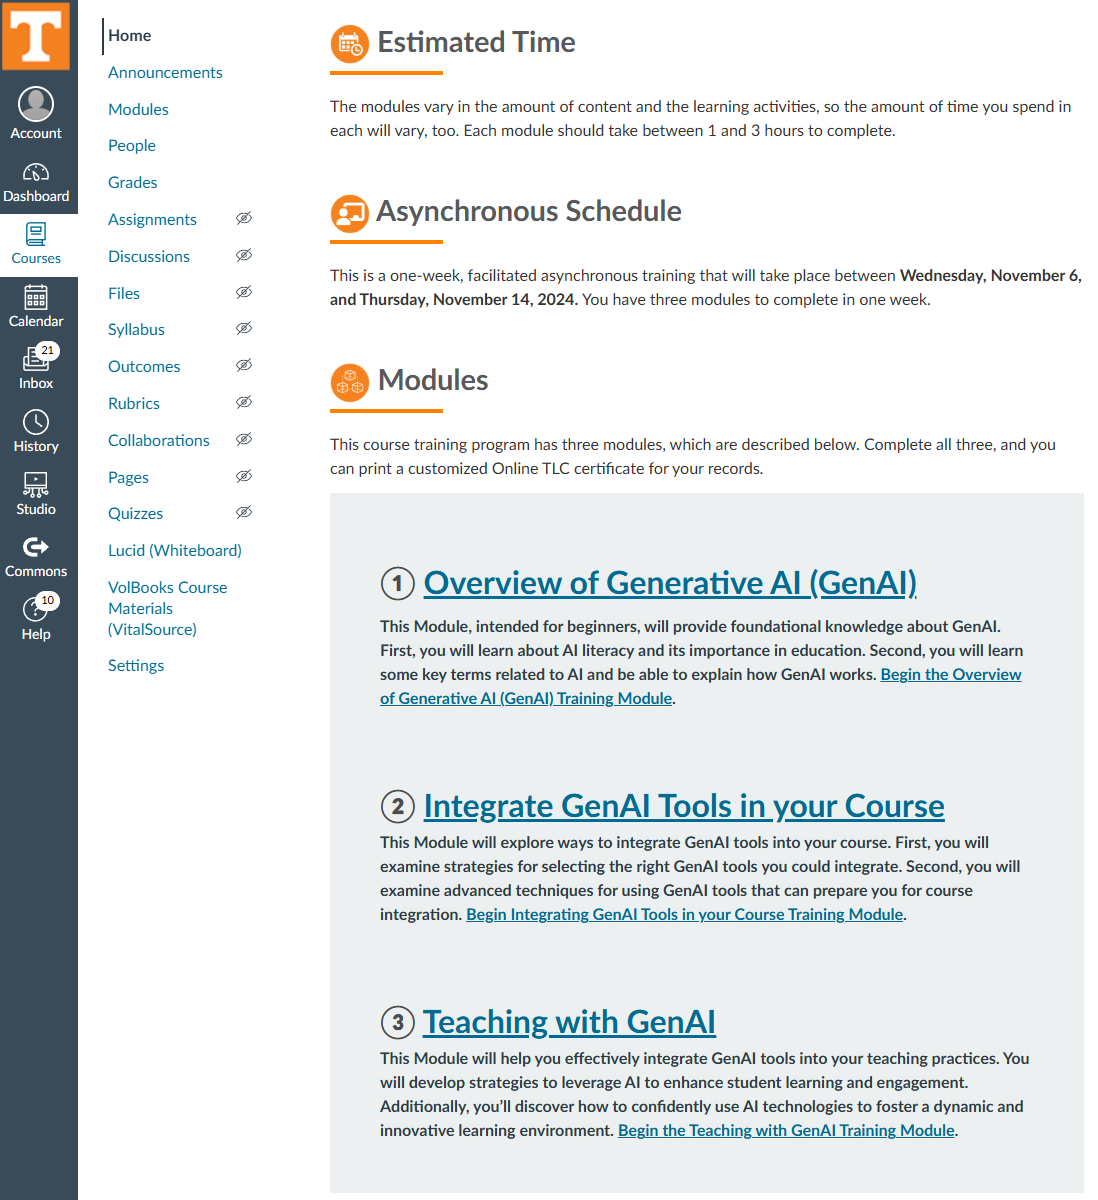 T
Account
Dashboard
Courses
Calendar
21
Inbox
History
Studio
Commons
10
Help
Home
Announcements
Modules
People
Grades
Assignments
Discussions
Files
Syllabus
Outcomes
Rubrics
Collaborations
Pages
Quizzes
Lucid (Whiteboard)
VolBooks Course
Materials
(VitalSource)
Settings
Estimated Time
The modules vary in the amount of content and the learning activities, so the amount of time you spend in
each will vary, too. Each module should take between 1 and 3 hours to complete.
Asynchronous Schedule
This is a one-week, facilitated asynchronous training that will take place between Wednesday, November 6,
and Thursday, November 14, 2024. You have three modules to complete in one week.
Modules
This course training program has three modules, which are described below. Complete all three, and you
can print a customized Online TLC certificate for your records.
1 Overview of Generative AI (GenAI)
This Module, intended for beginners, will provide foundational knowledge about GenAI.
First, you will learn about AI literacy and its importance in education. Second, you will learn
some key terms related to AI and be able to explain how GenAI works. Begin the Overview
of Generative AI (GenAI) Training Module.
2 Integrate GenAI Tools in your Course
This Module will explore ways to integrate GenAI tools into your course. First, you will
examine strategies for selecting the right GenAI tools you could integrate. Second, you will
examine advanced techniques for using GenAI tools that can prepare you for course
integration. Begin Integrating GenAI Tools in your Course Training Module.
3 Teaching with GenAI
This Module will help you effectively integrate GenAI tools into your teaching practices. You
will develop strategies to leverage AI to enhance student learning and engagement.
Additionally, you'll discover how to confidently use AI technologies to foster a dynamic and
innovative learning environment. Begin the Teaching with GenAI Training Module.